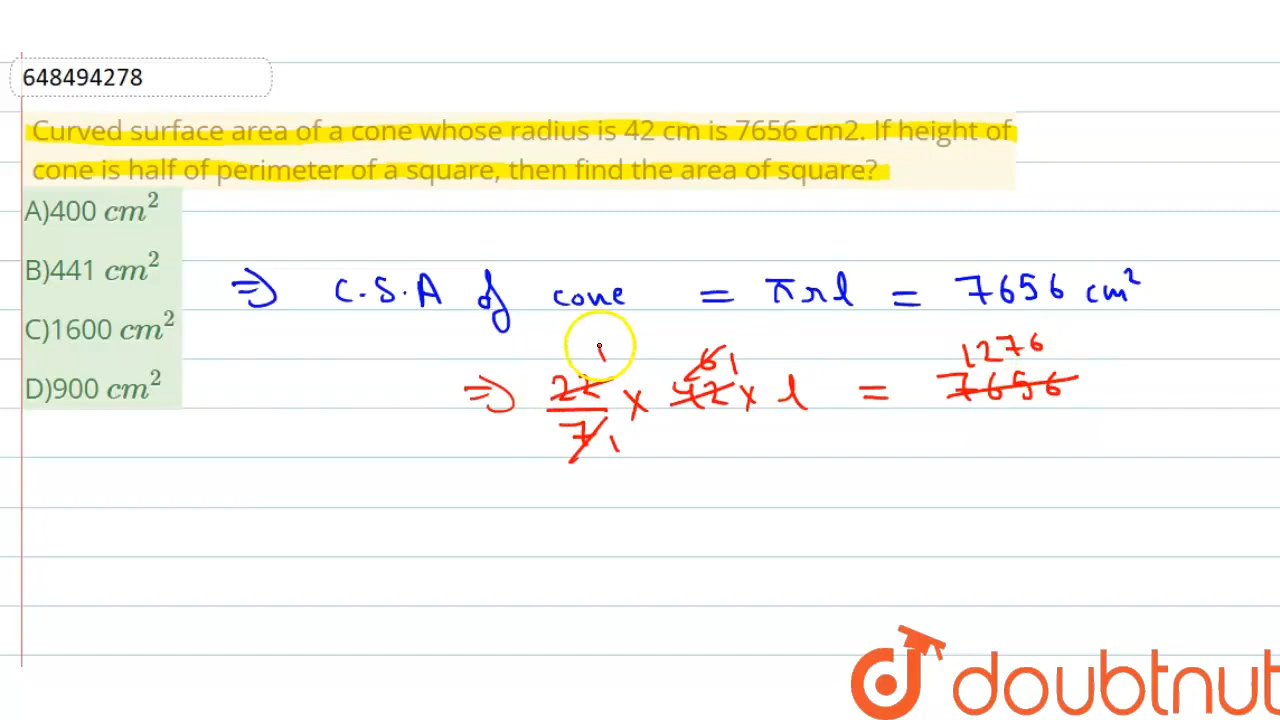 648494278
Curved surface area of a cone whose radius is 42 cm is 7656 cm2. If height of
cone is half of perimeter of a square, then find the area of square?
A)400 cm²
B)441 cm²
C)1600 cm²
D)900 cm²
⇒ C.S.A of cone = πrl = 7656 cm²
1 6 1 1276
⇒ 22/7 × 42 × l = 7656
1
doubtnut